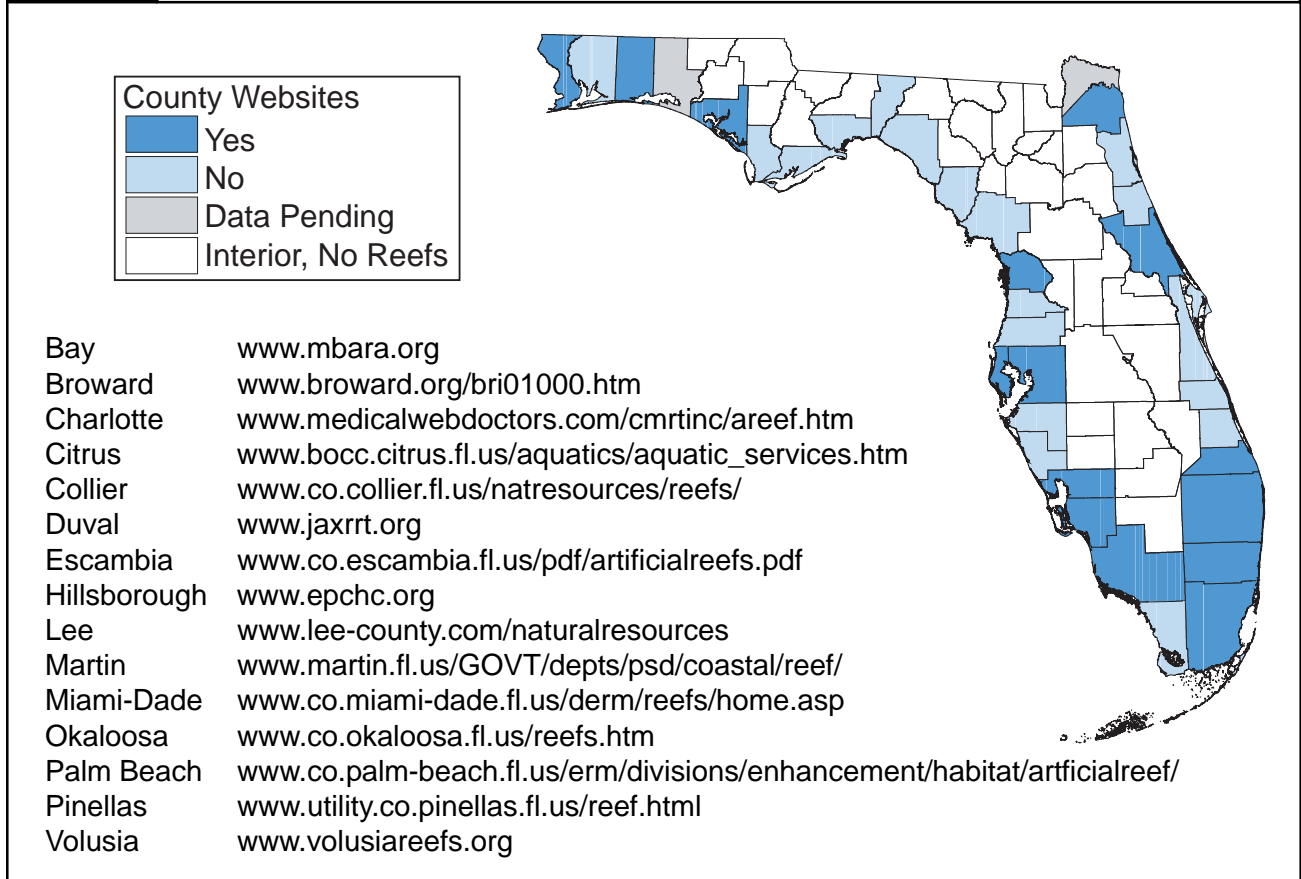 County Websites
Yes
No
Data Pending
Interior, No Reefs
Bay www.mbara.org
Broward www.broward.org/bri01000.htm
Charlotte www.medicalwebdoctors.com/cmrtinc/areef.htm
Citrus www.bocc.citrus.fl.us/aquatics/aquatic_services.htm
Collier www.co.collier.fl.us/natresources/reefs/
Duval www.jaxrrt.org
Escambia www.co.escambia.fl.us/pdf/artificialreefs.pdf
Hillsborough www.epchc.org
Lee www.lee-county.com/naturalresources
Martin www.martin.fl.us/GOVT/depts/psd/coastal/reef/
Miami-Dade www.co.miami-dade.fl.us/derm/reefs/home.asp
Okaloosa www.co.okaloosa.fl.us/reefs.htm
Palm Beach www.co.palm-beach.fl.us/erm/divisions/enhancement/habitat/artficialreef/
Pinellas www.utility.co.pinellas.fl.us/reef.html
Volusia www.volusiareefs.org